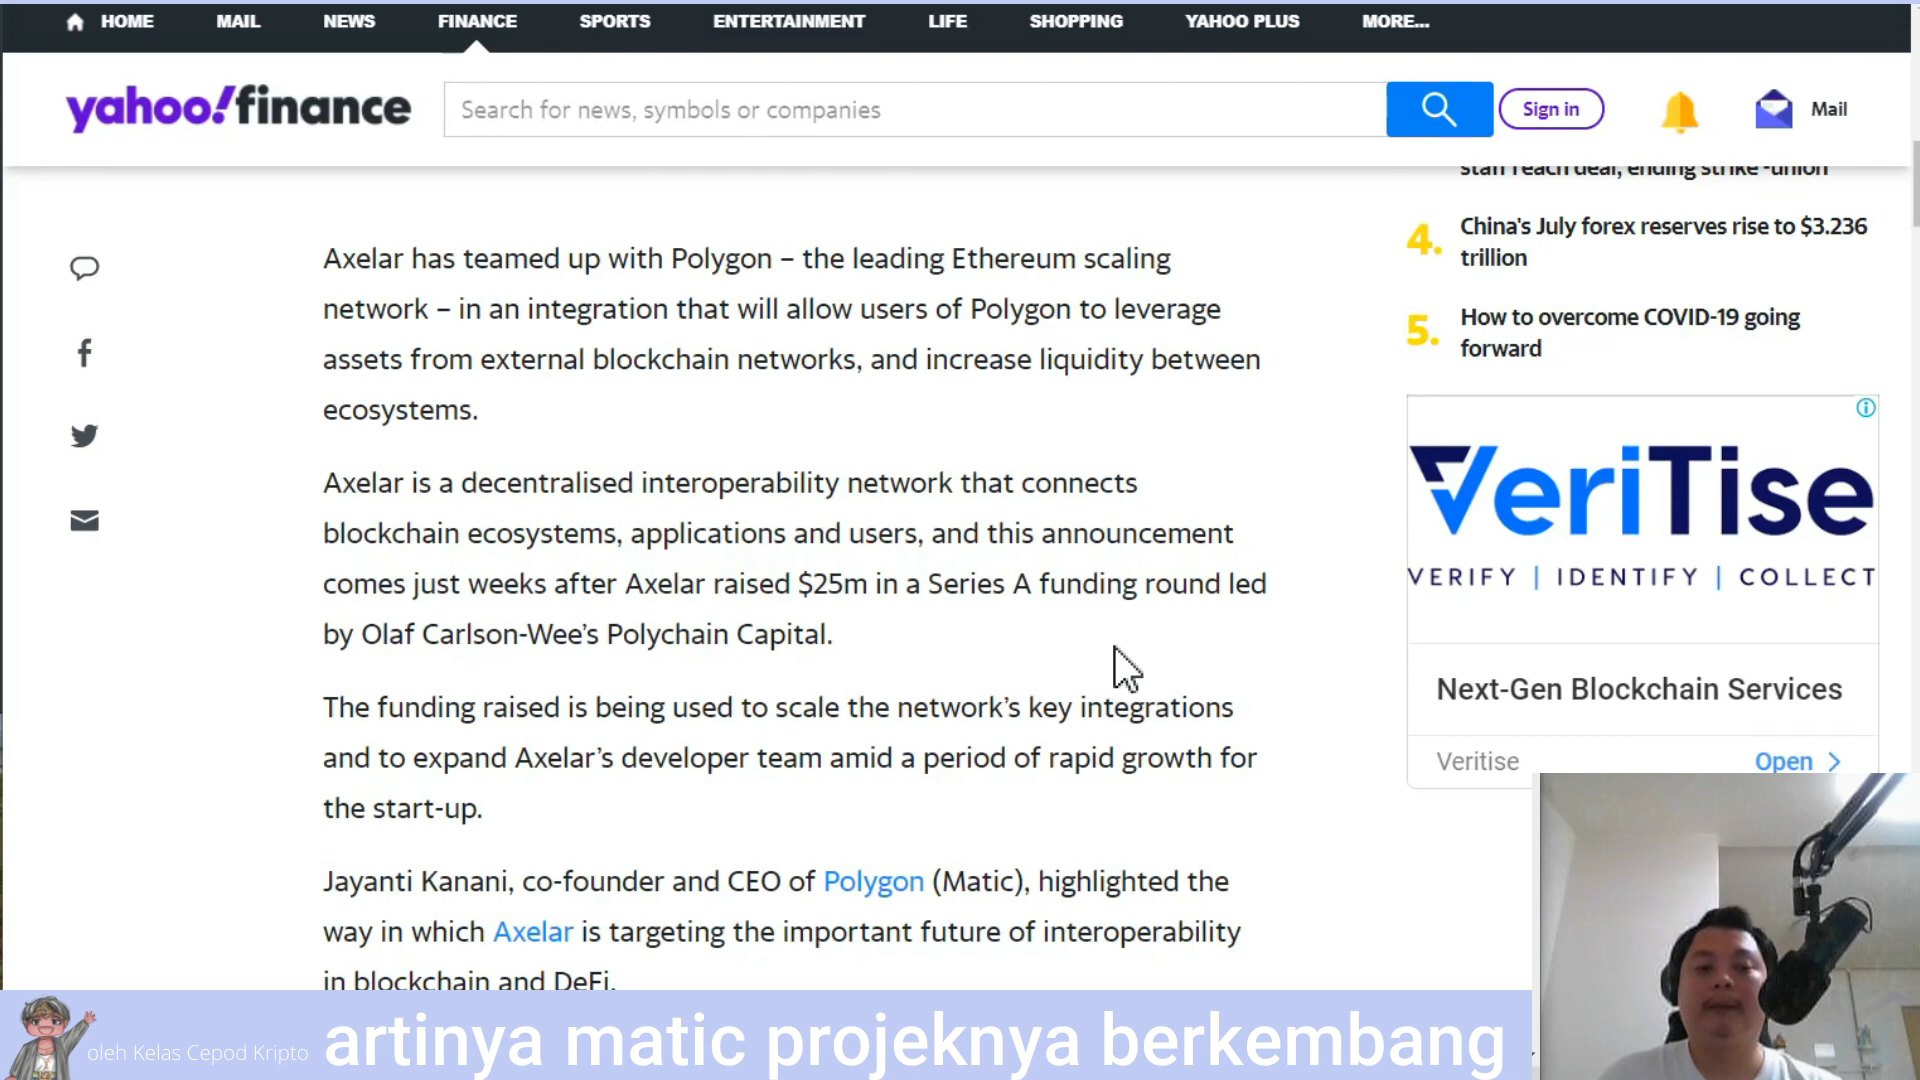 HOME MAIL NEWS FINANCE SPORTS ENTERTAINMENT LIFE SHOPPING YAHOO PLUS MORE...
yahoo!finance
Search for news, symbols or companies
Sign in
Mail
staff reach deal, ending strike -union
4. China's July forex reserves rise to $3.236
trillion
5. How to overcome COVID-19 going
forward
Axelar has teamed up with Polygon – the leading Ethereum scaling
network – in an integration that will allow users of Polygon to leverage
assets from external blockchain networks, and increase liquidity between
ecosystems.
Axelar is a decentralised interoperability network that connects
blockchain ecosystems, applications and users, and this announcement
comes just weeks after Axelar raised $25m in a Series A funding round led
by Olaf Carlson-Wee’s Polychain Capital.
The funding raised is being used to scale the network’s key integrations
and to expand Axelar’s developer team amid a period of rapid growth for
the start-up.
Jayanti Kanani, co-founder and CEO of Polygon (Matic), highlighted the
way in which Axelar is targeting the important future of interoperability
in blockchain and DeFi.
VeriTise
VERIFY | IDENTIFY | COLLECT
Next-Gen Blockchain Services
Veritise
Open
oleh Kelas Cepod Kripto
artinya matic projeknya berkembang